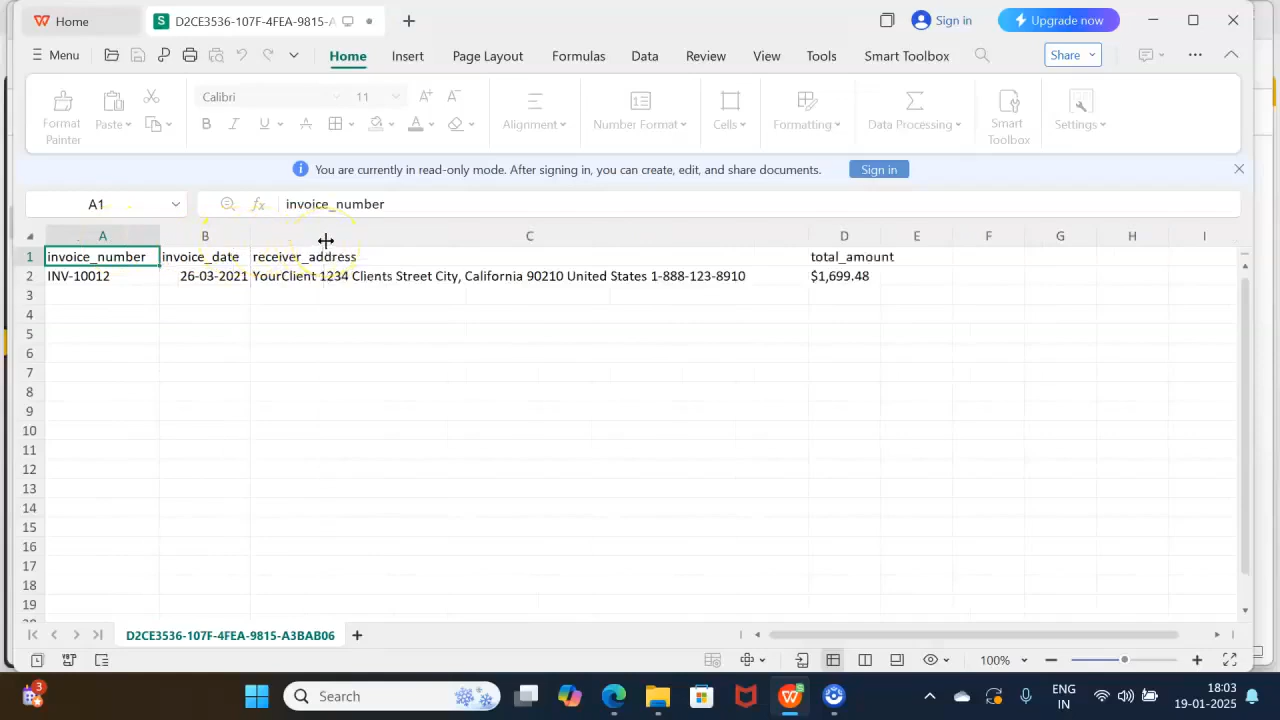 Home
D2CE3536-107F-4FEA-9815-A
Sign in
Upgrade now
Menu
Home Insert Page Layout Formulas Data Review View Tools Smart Toolbox
Share
Format Painter
Paste
Calibri 11
Alignment
Number Format
Cells
Formatting
Data Processing
Smart Toolbox
Settings
You are currently in read-only mode. After signing in, you can create, edit, and share documents. Sign in
A1 fx invoice_number
A B C D E F G H I
1 invoice_number invoice_date receiver_address total_amount
2 INV-10012 26-03-2021 YourClient 1234 Clients Street City, California 90210 United States 1-888-123-8910 $1,699.48
3
4
5
6
7
8
9
10
11
12
13
14
15
16
17
18
19
D2CE3536-107F-4FEA-9815-A3BAB06
100%
3
Search
ENG
IN
18:03
19-01-2025